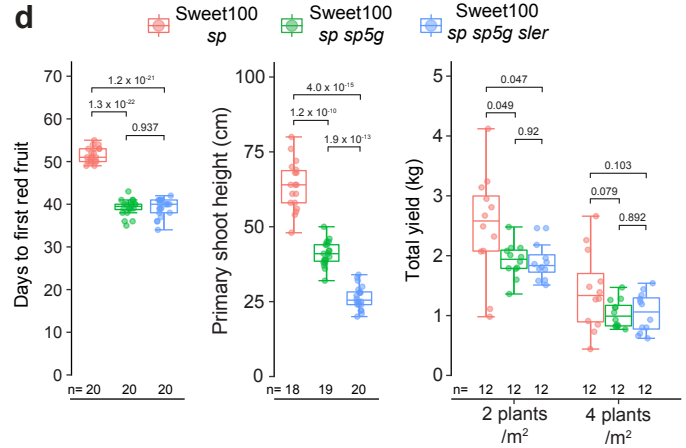 d
Sweet100
sp
Sweet100
sp sp5g
Sweet100
sp sp5g sler
Days to first red fruit
70
60
50
40
30
20
10
0
1.2 x 10⁻²¹
1.3 x 10⁻²²
0.937
n= 20
20
20
Primary shoot height (cm)
100
75
50
25
0
4.0 x 10⁻¹⁵
1.2 x 10⁻¹⁰
1.9 x 10⁻¹³
n= 18
19
20
Total yield (kg)
5
4
3
2
1
0
0.047
0.049
0.92
0.103
0.079
0.892
n=
12
12
12
12
12
12
2 plants
/m²
4 plants
/m²